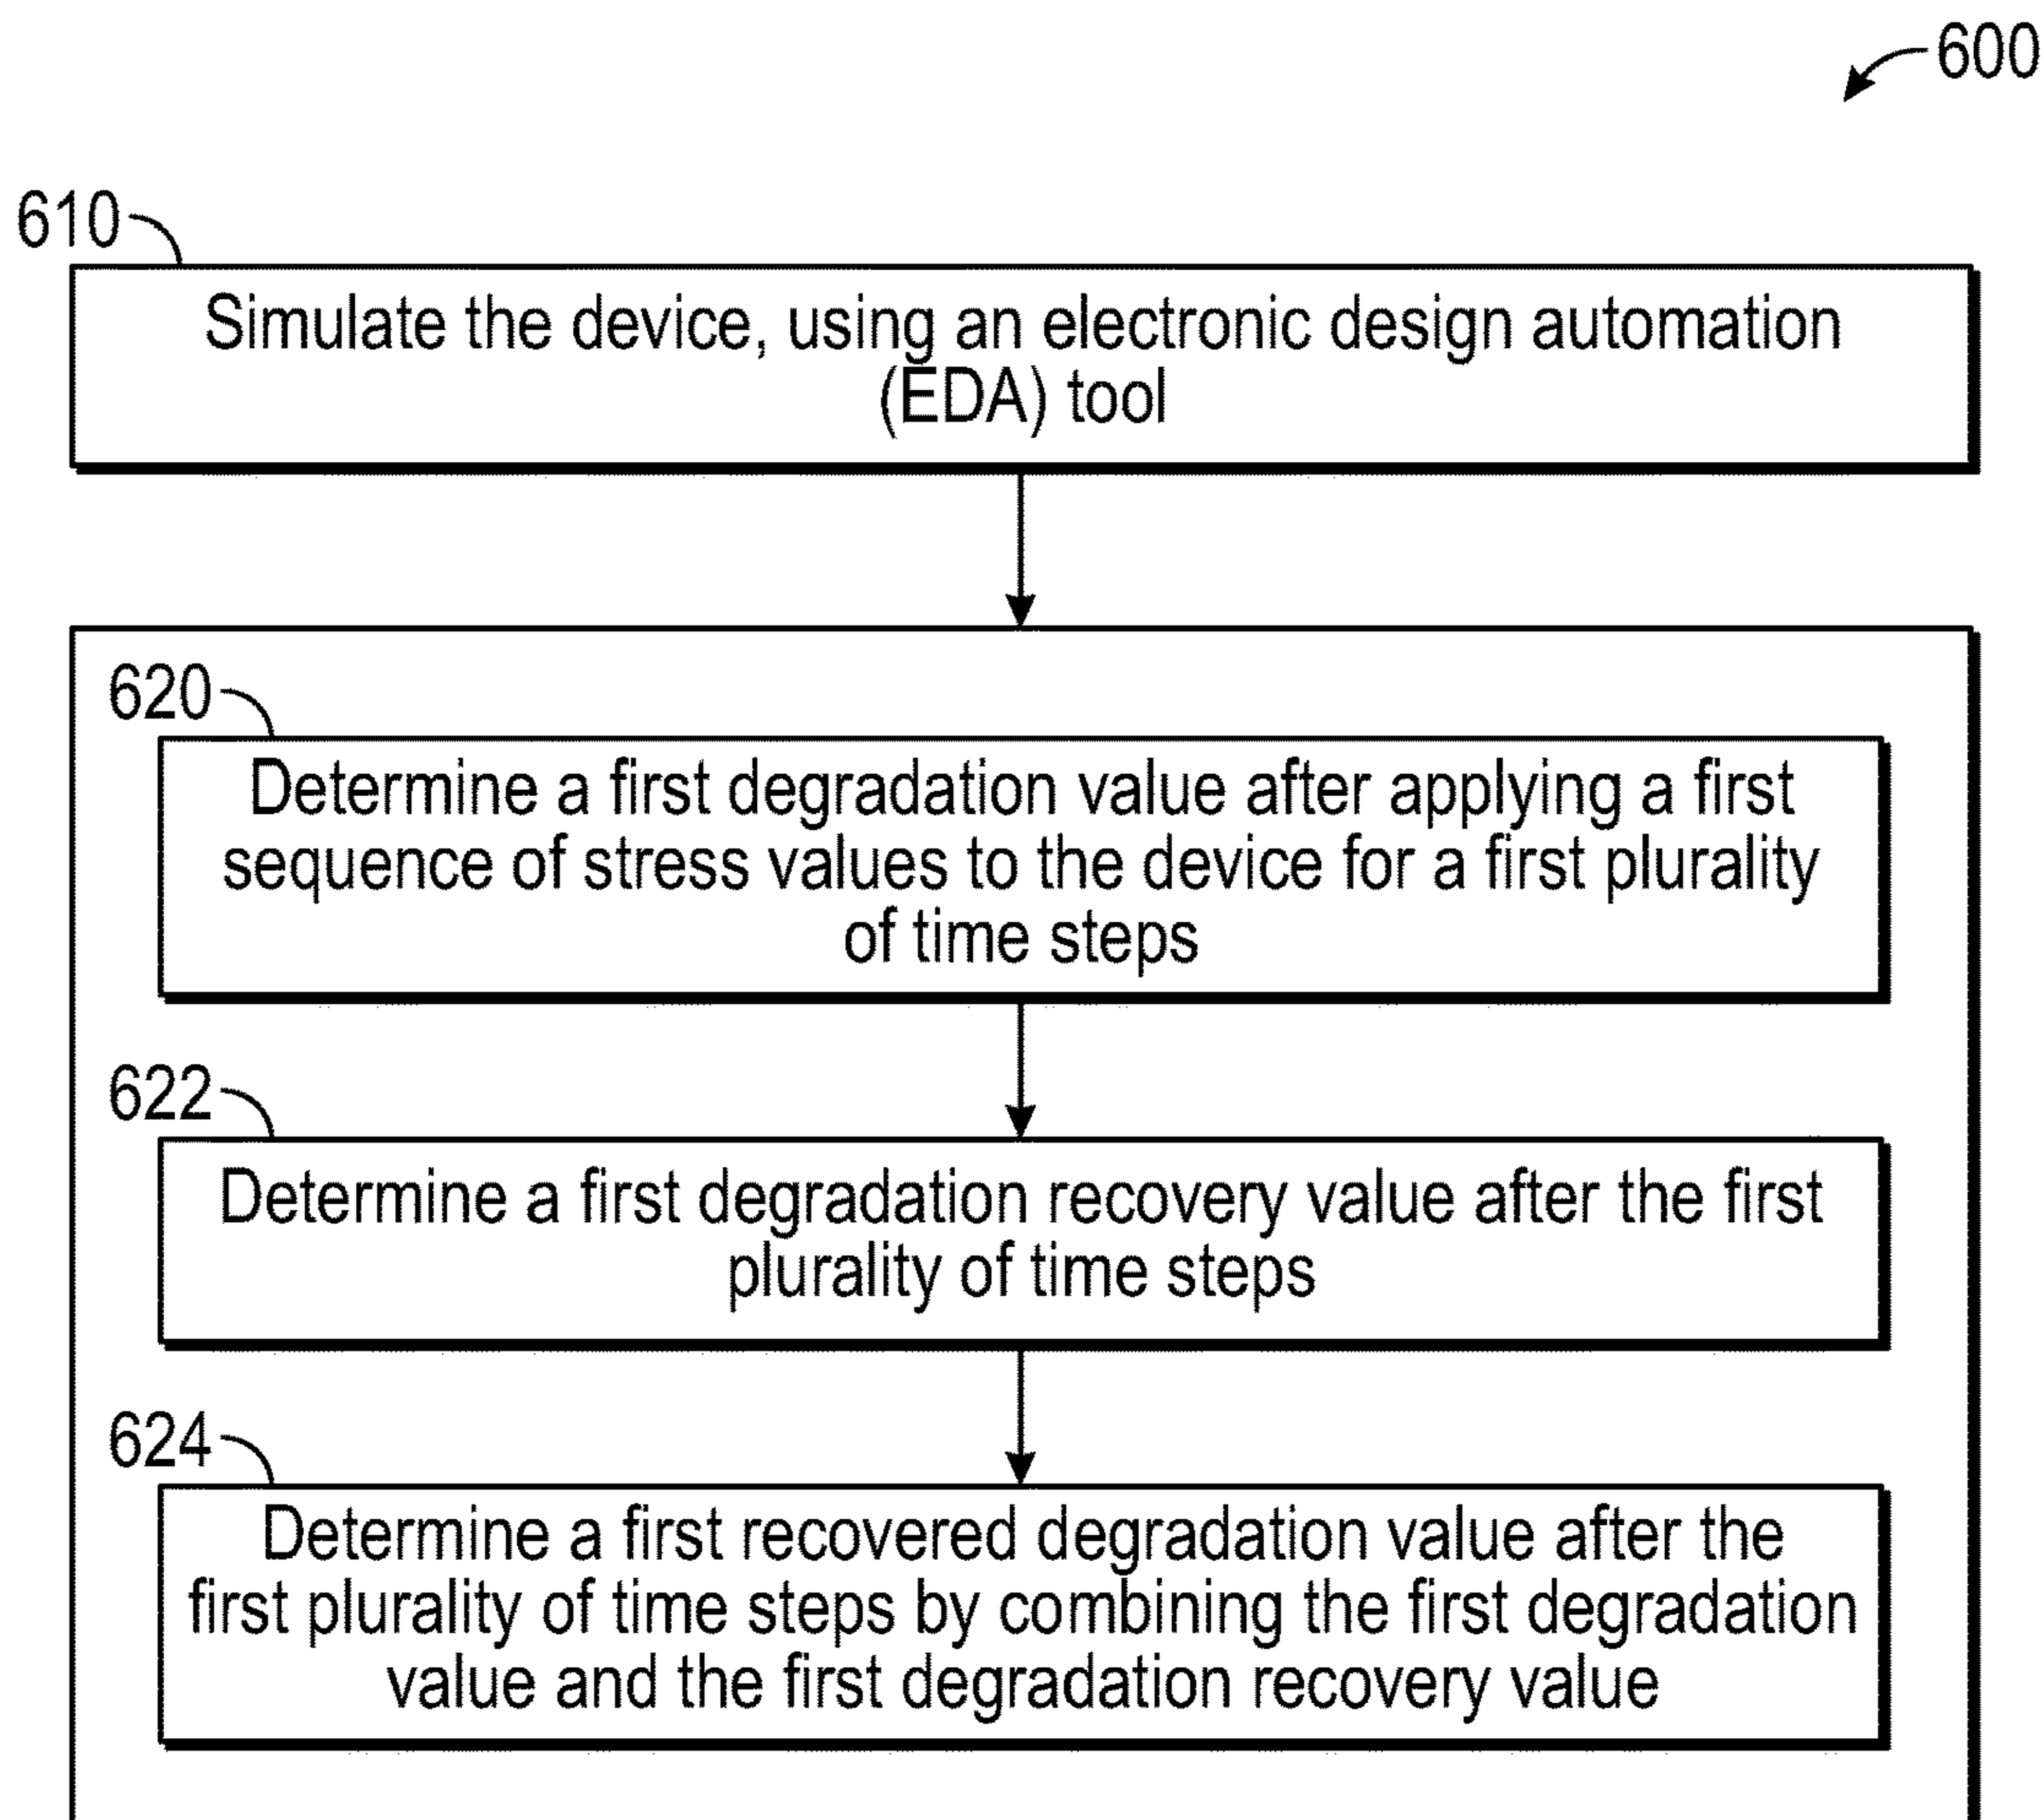 600
610
Simulate the device, using an electronic design automation
(EDA) tool
620
Determine a first degradation value after applying a first
sequence of stress values to the device for a first plurality
of time steps
622
Determine a first degradation recovery value after the first
plurality of time steps
624
Determine a first recovered degradation value after the
first plurality of time steps by combining the first degradation
value and the first degradation recovery value